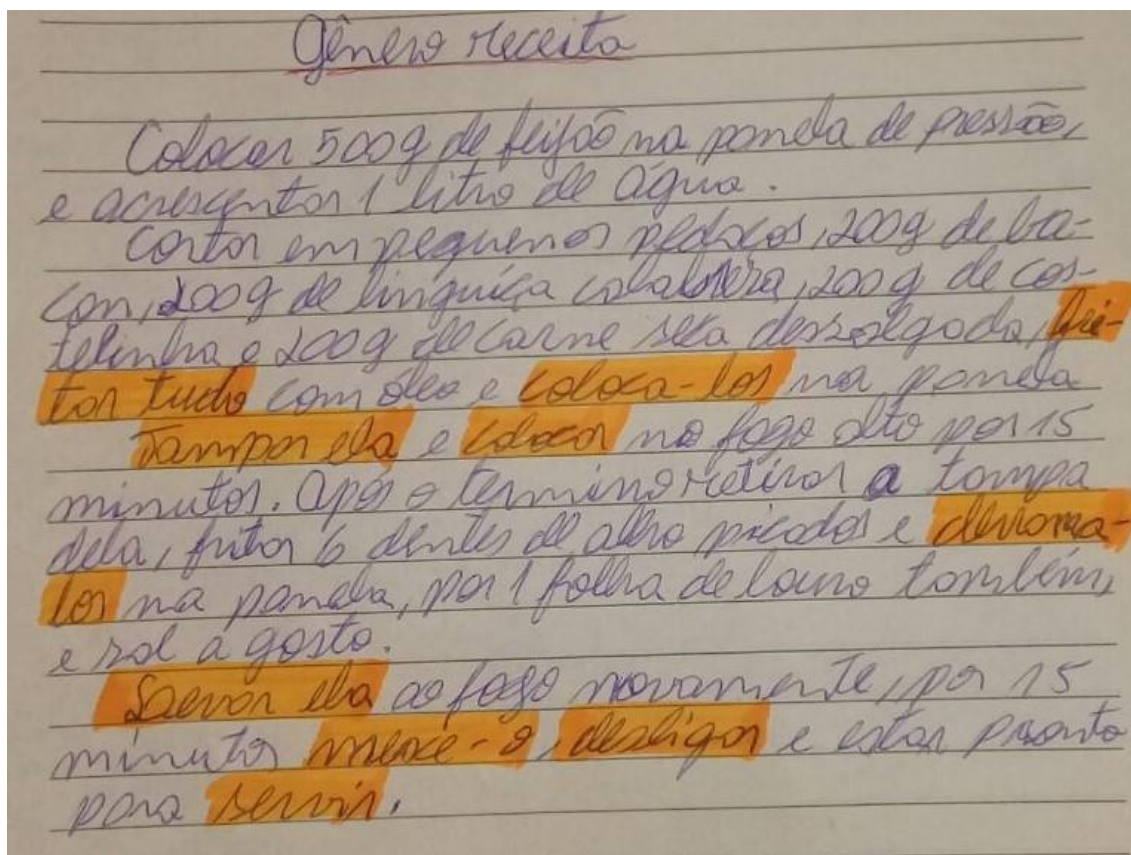 Gênero receita
Colocar 500g de feijão na panela de pressão,
e acrescentar 1 litro de água.
Cortar em pequenos pedaços, 200g de ba-
con, 200g de linguiça calabresa, 200g de cos-
telinha e 200g de carne seca dessalgada, fri-
tar tudo com óleo e coloca-los na panela
Tampar ela e colocar no fogo alto por 15
minutos. Após o termino retirar a tampa
dela, fritar 6 dentes de alho picados e derrama-
los na panela, por 1 folha de louro também,
e sal a gosto.
Levar ela ao fogo novamente, por 15
minutos mexe-o, desligar e estar pronto
para servir.